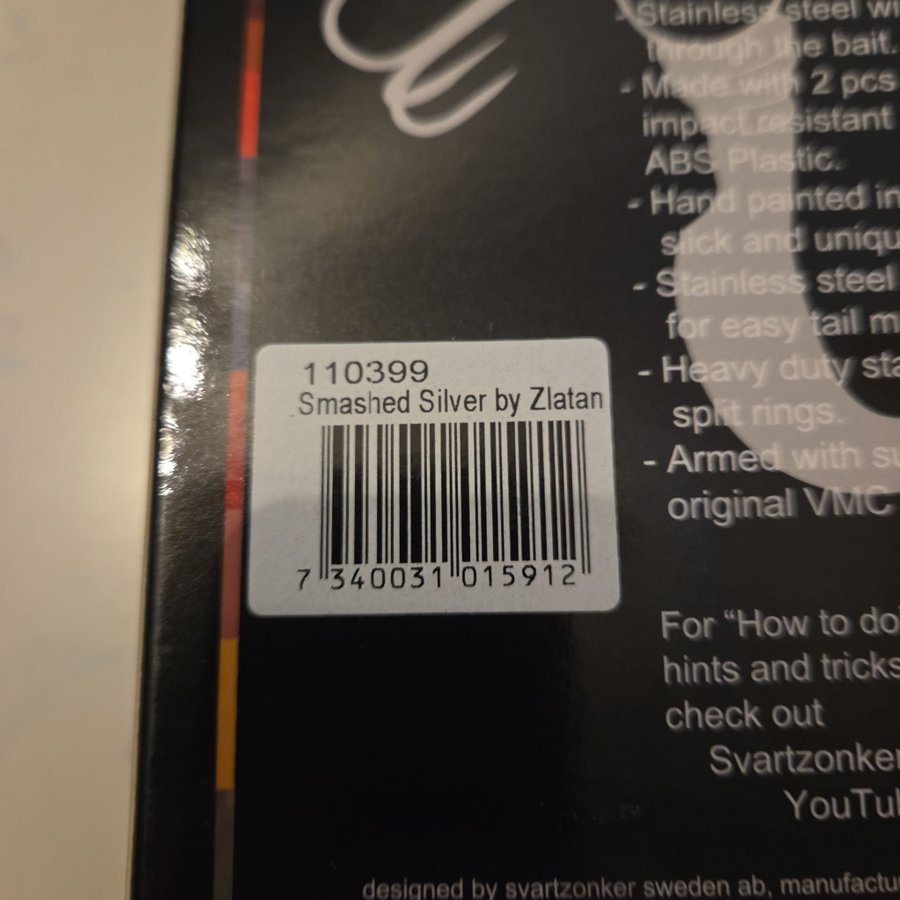 - Stainless steel wi
through the bait.
- Made with 2 pcs
impact resistant
ABS Plastic.
- Hand painted in
slick and uniqu
- Stainless steel
for easy tail m
- Heavy duty sta
split rings.
- Armed with su
original VMC
110399
Smashed Silver by Zlatan
7 340031 015912
For “How to do
hints and tricks
check out
Svartzonker
YouTu
designed by svartzonker sweden ab, manufactu